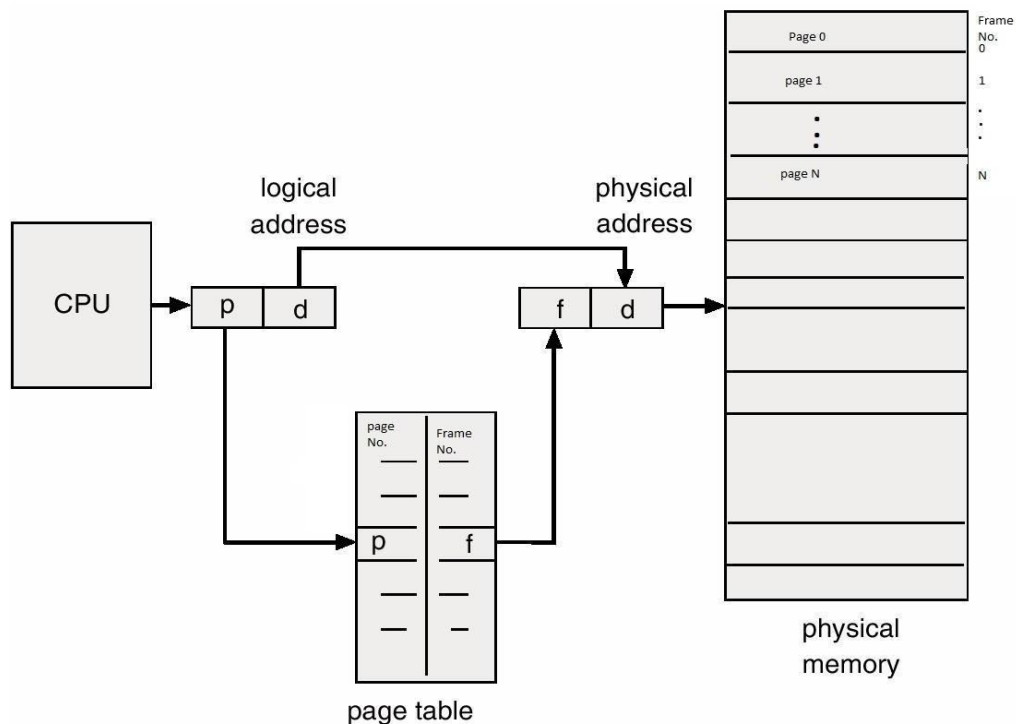 Frame
No.
0
Page 0
page 1
1
page N
N
logical
address
physical
address
CPU
p
d
f
d
page
No.
Frame
No.
p
f
physical
memory
page table